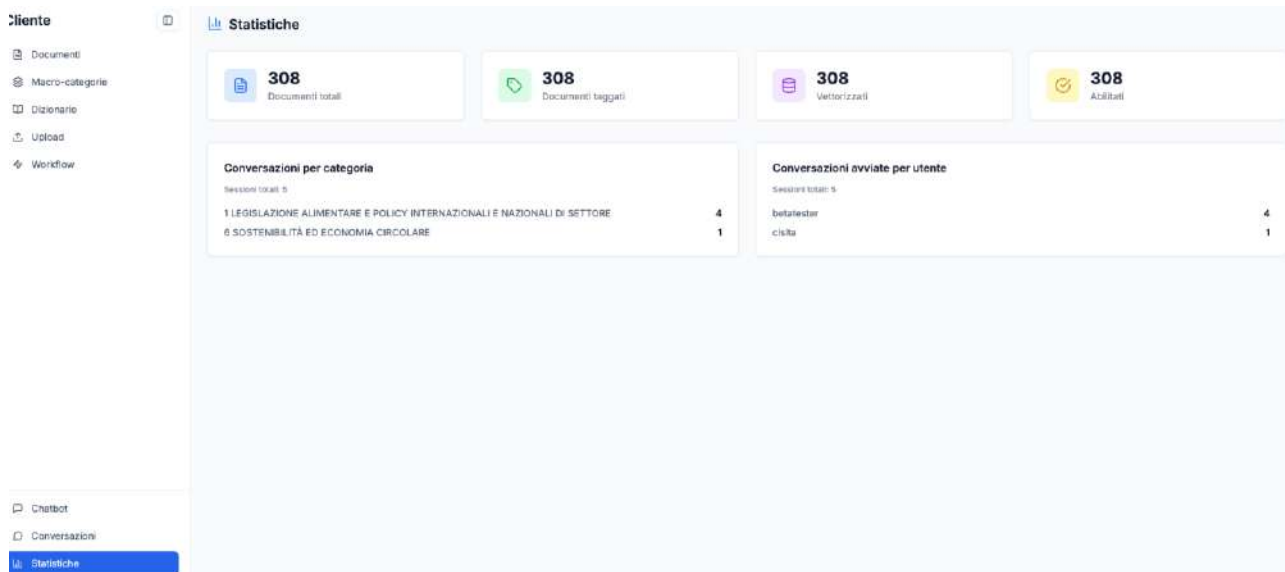 Cliente
Documenti
Macro-categorie
Dizionario
Upload
Workflow
Chatbot
Conversazioni
Statistiche
Statistiche
308
Documenti totali
308
Documenti taggati
308
Vettorizzati
308
Abilitati
Conversazioni per categoria
Sessioni totali: 5
1 LEGISLAZIONE ALIMENTARE E POLICY INTERNAZIONALI E NAZIONALI DI SETTORE 4
6 SOSTENIBILITÀ ED ECONOMIA CIRCOLARE 1
Conversazioni avviate per utente
Sessioni totali: 5
betatester 4
cisita 1